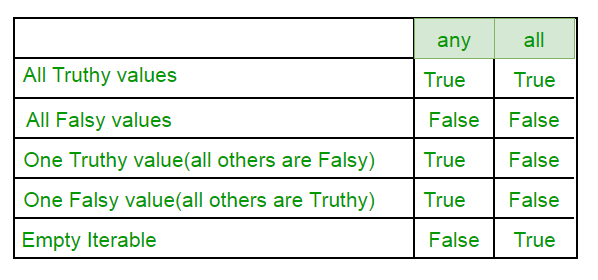 any all
All Truthy values True True
All Falsy values False False
One Truthy value(all others are Falsy) True False
One Falsy value(all others are Truthy) True False
Empty Iterable False True